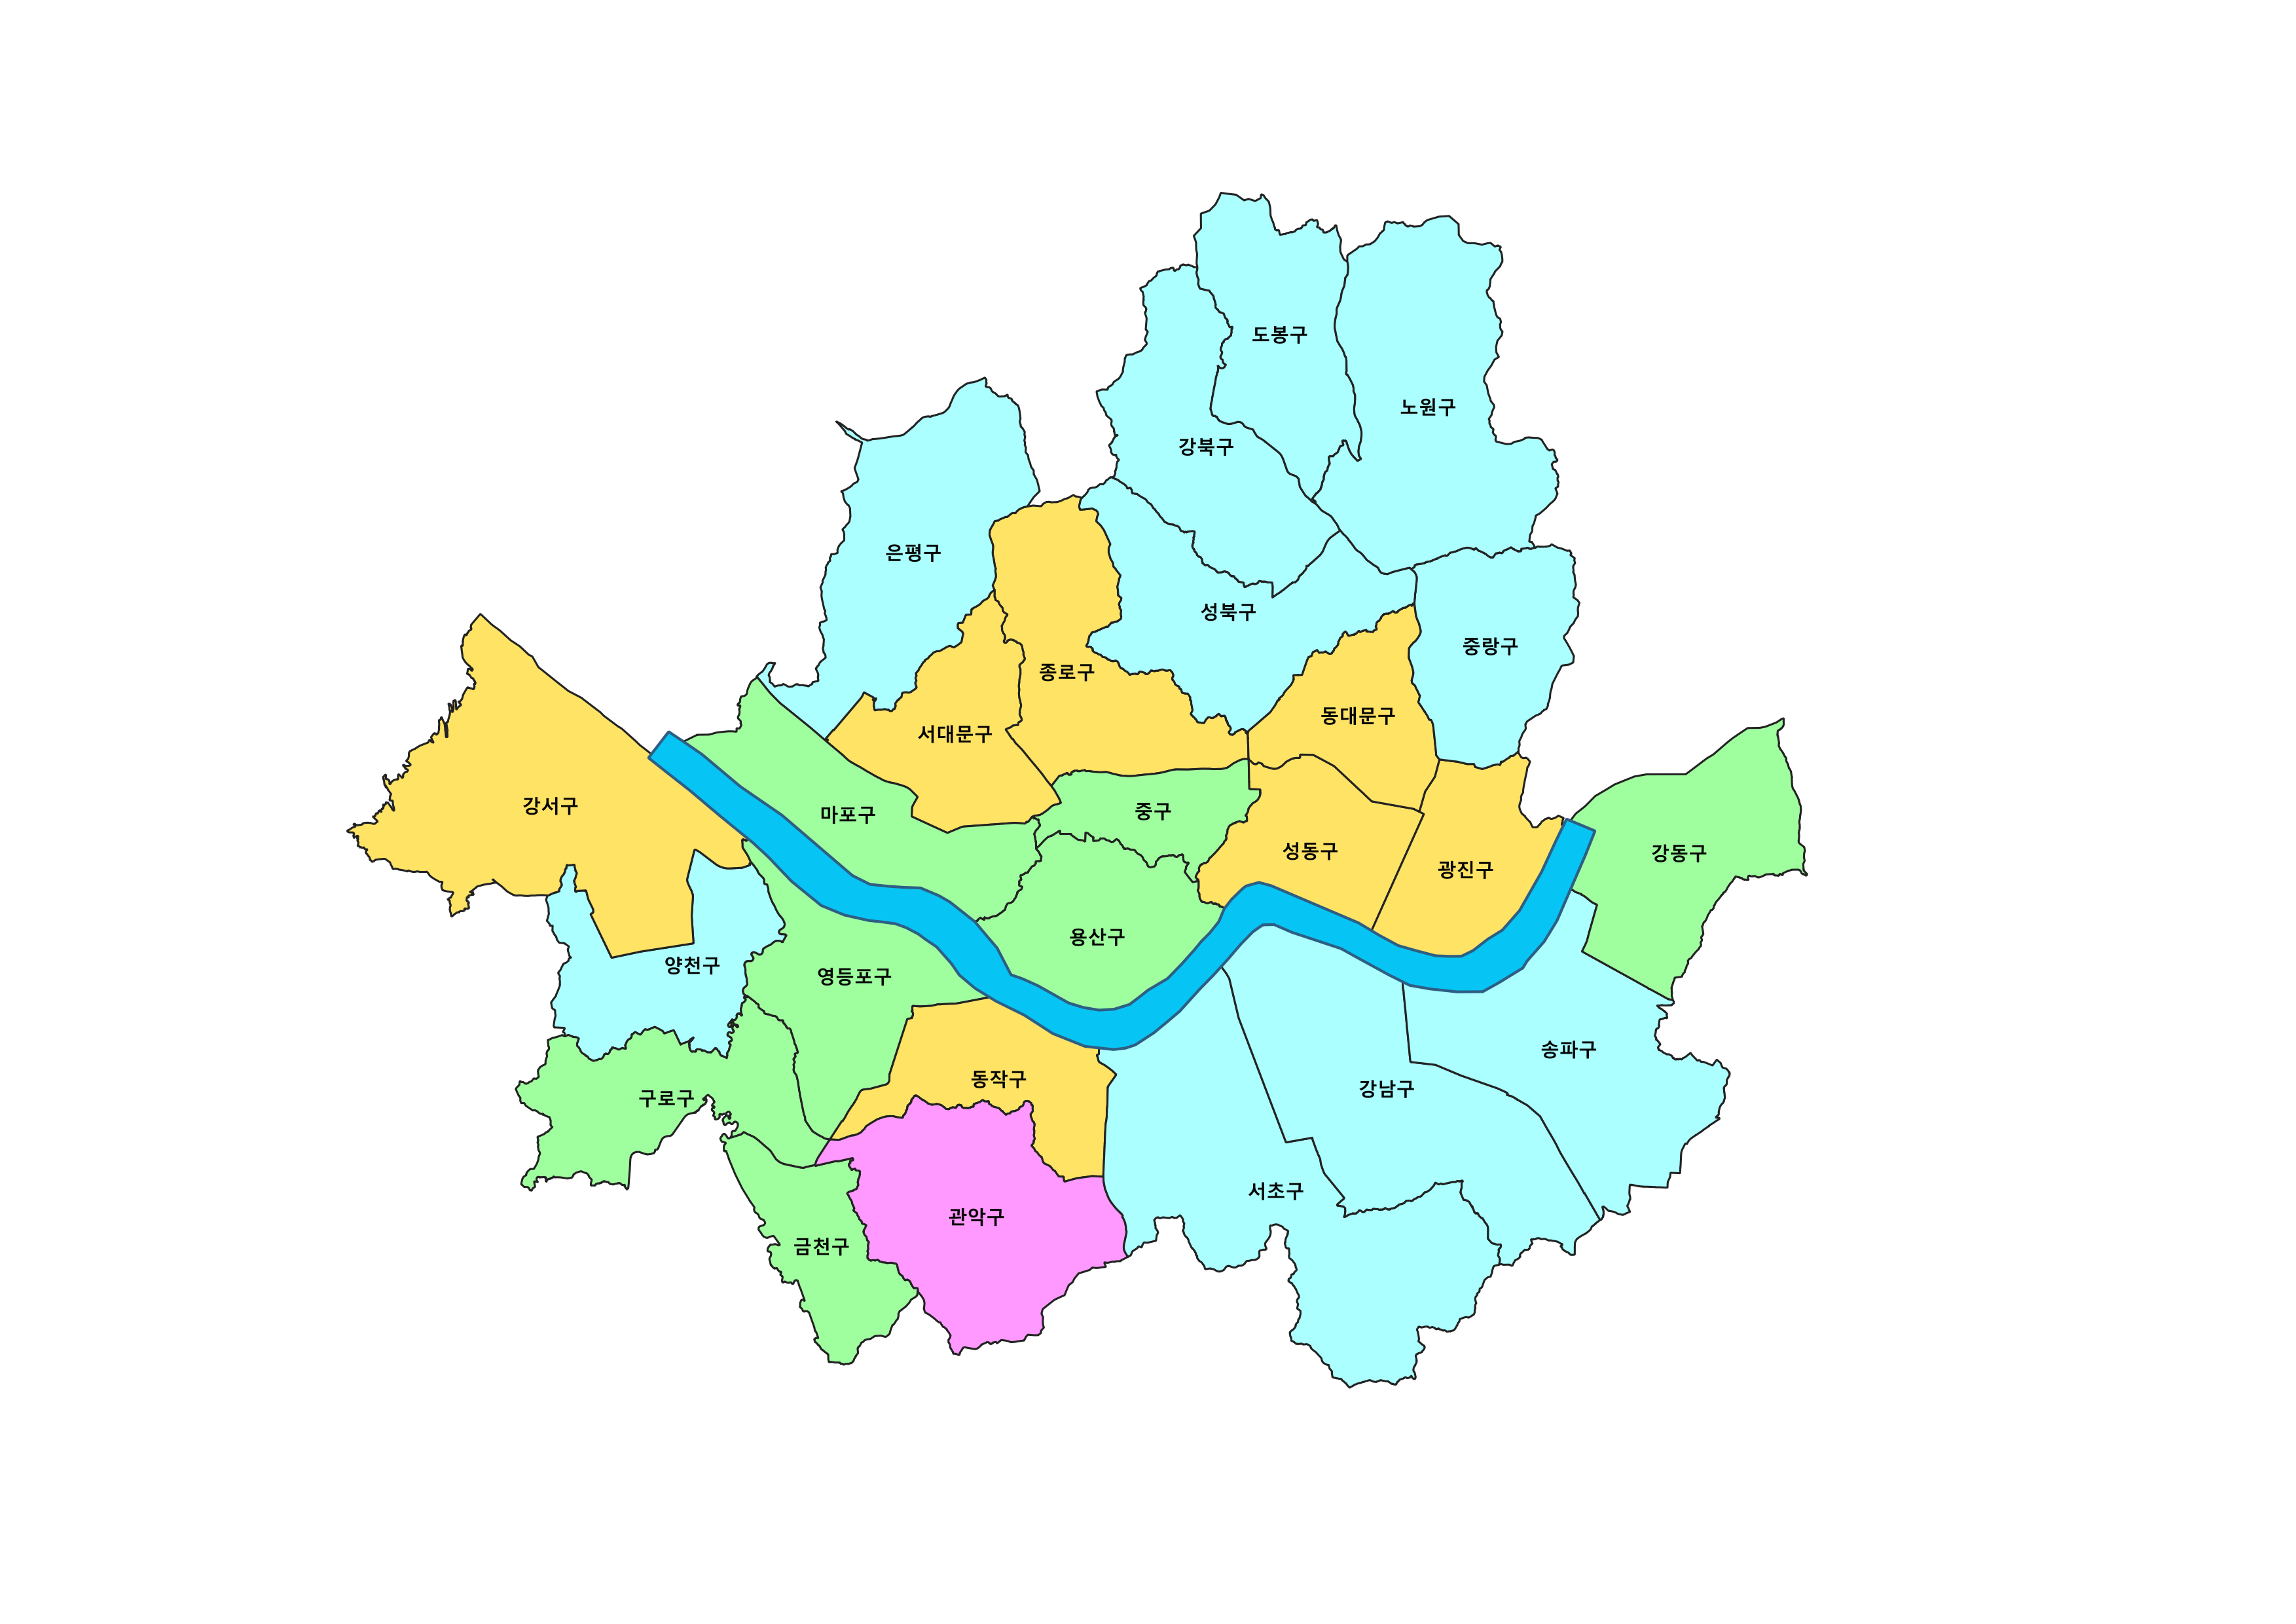 도봉구
노원구
강북구
은평구
성북구
중랑구
종로구
동대문구
서대문구
강서구
마포구
중구
성동구
강동구
광진구
용산구
양천구
영등포구
송파구
동작구
강남구
구로구
서초구
관악구
금천구